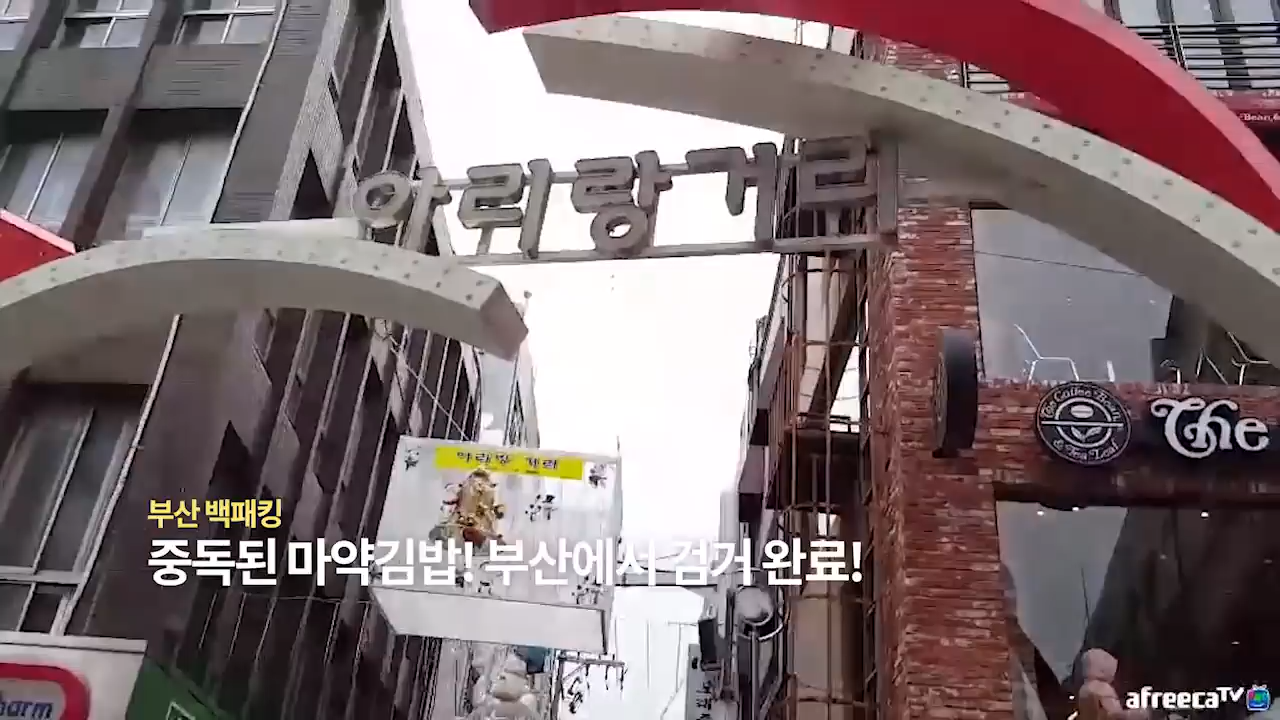 아리랑거리
The Coffee Bean
& Tea Leaf
The
아리랑 거리
부산 백패킹
중독된 마약김밥! 부산에서 검거 완료!
harm
afreecaTV